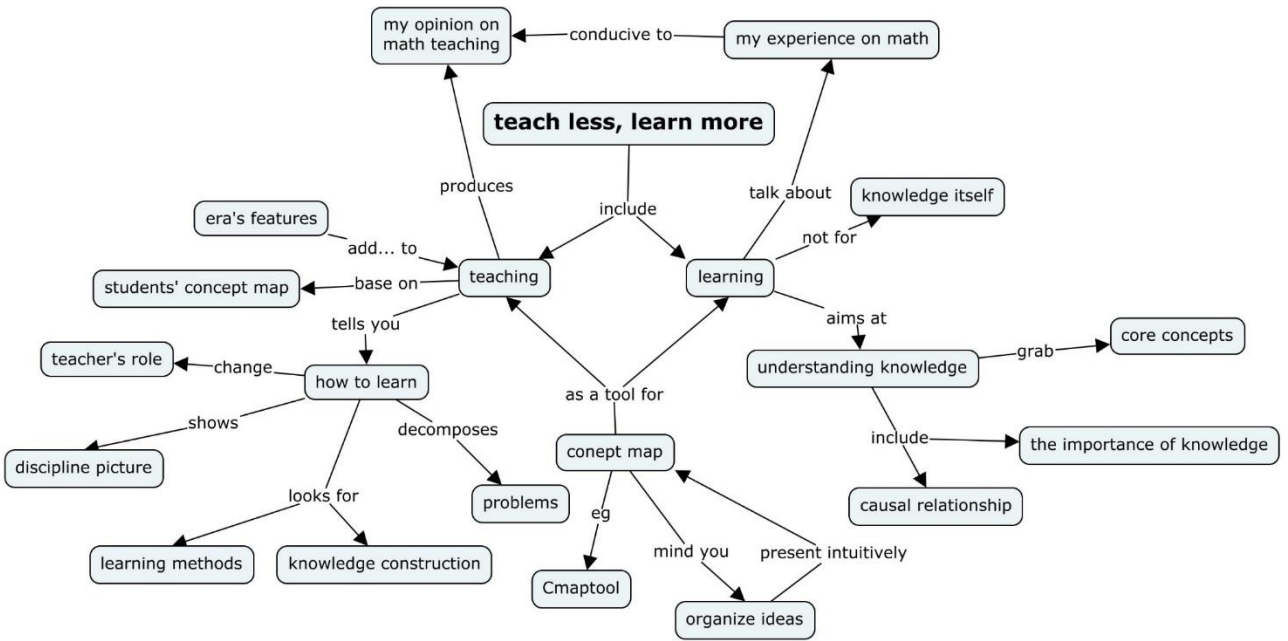 my opinion on
math teaching
conducive to
my experience on math
teach less, learn more
produces
talk about
knowledge itself
era's features
include
not for
add... to
students' concept map
base on
teaching
learning
tells you
aims at
core concepts
teacher's role
change
how to learn
understanding knowledge
grab
as a tool for
shows
decomposes
include
the importance of knowledge
discipline picture
conept map
looks for
problems
causal relationship
eg
learning methods
knowledge construction
mind you
present intuitively
Cmaptool
organize ideas